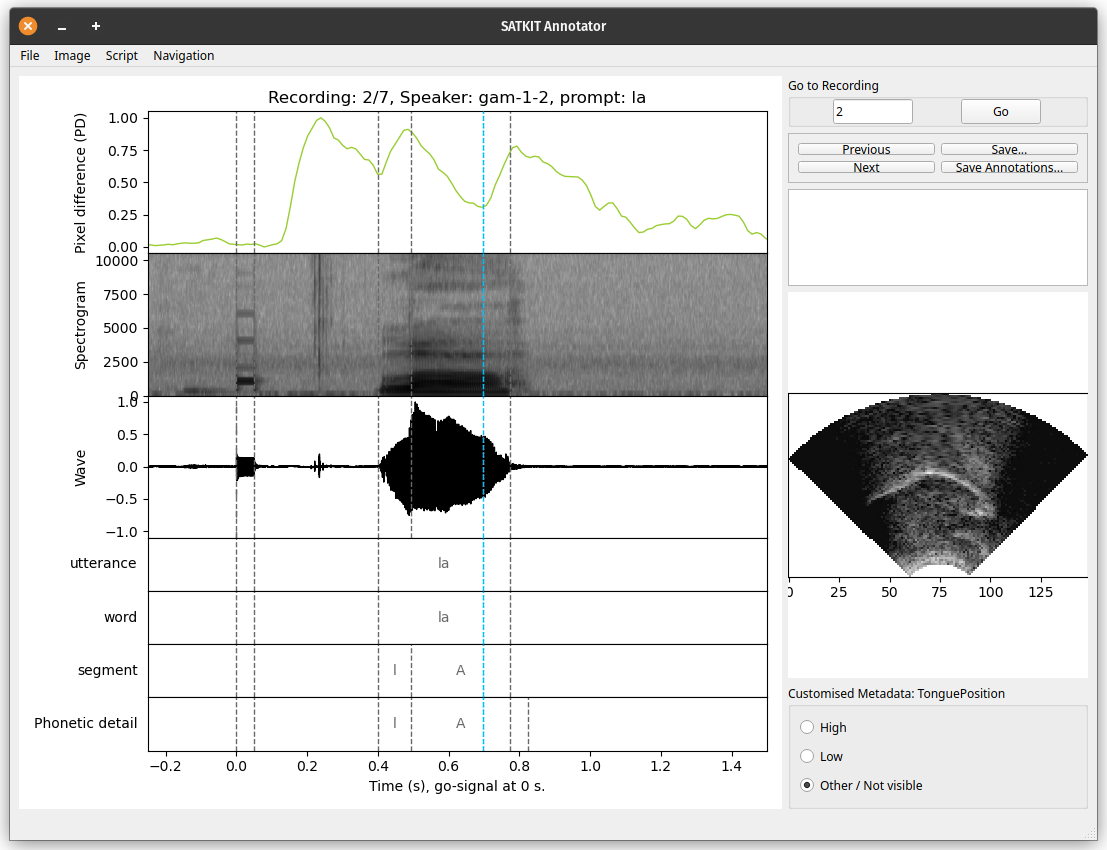 SATKIT Annotator
File Image Script Navigation
Recording: 2/7, Speaker: gam-1-2, prompt: la
Pixel difference (PD)
1.00
0.75
0.50
0.25
0.00
Spectrogram
10000
7500
5000
2500
0
Wave
1.0
0.5
0.0
−0.5
−1.0
utterance
la
word
la
segment
l A
Phonetic detail
l A
−0.2 0.0 0.2 0.4 0.6 0.8 1.0 1.2 1.4
Time (s), go-signal at 0 s.
Go to Recording
2 Go
Previous Save...
Next Save Annotations...
0 25 50 75 100 125
Customised Metadata: TonguePosition
High
Low
Other / Not visible